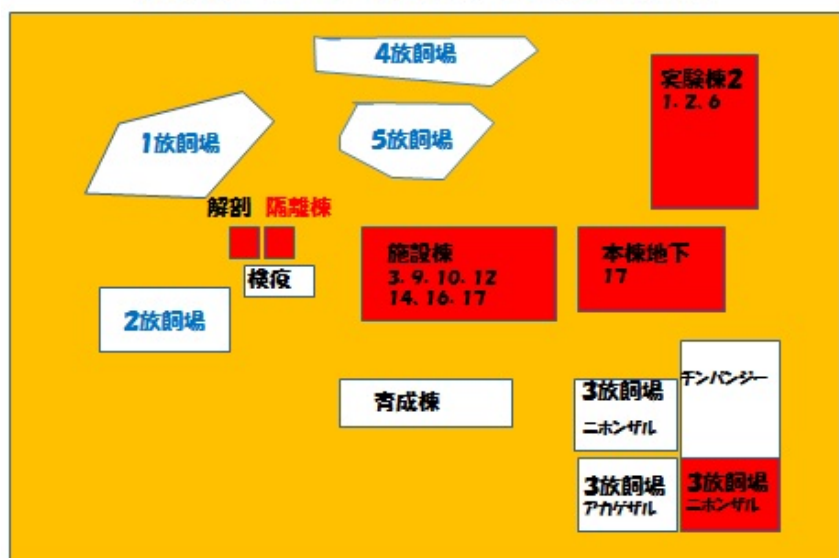 4放飼場
実験棟2
1. 2. 6
1放飼場
5放飼場
解剖 隔離棟
施設棟
3. 9. 10. 12
14、16. 17
本棟地下
17
検疫
2放飼場
チンパンジー
育成棟
3放飼場
ニホンザル
3放飼場
アカゲザル
3放飼場
ニホンザル